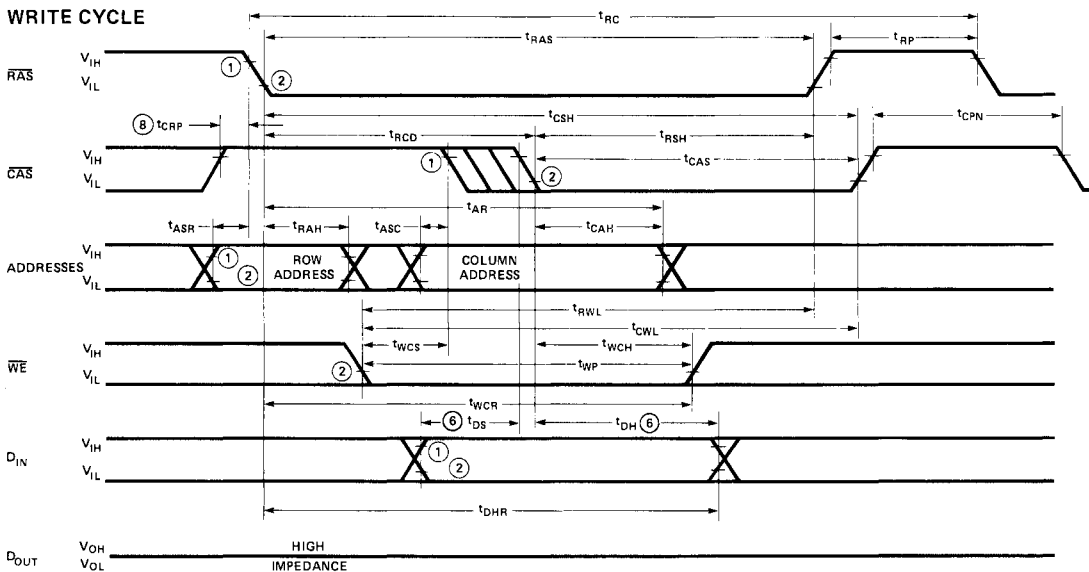 WRITE CYCLE
tRC
tRAS
tRP
RAS
VIH
VIL
1
2
8 tCRP
tCSH
tRCD
tRSH
tCPN
tCAS
CAS
VIH
VIL
1
2
tAR
tASR
tRAH
tASC
tCAH
ADDRESSES
VIH
VIL
1
2
ROW
ADDRESS
COLUMN
ADDRESS
tRWL
tCWL
tWCS
tWCH
tWP
WE
VIH
VIL
2
tWCR
6 tDS
tDH 6
DIN
VIH
VIL
1
2
tDHR
DOUT
VOH
VOL
HIGH
IMPEDANCE